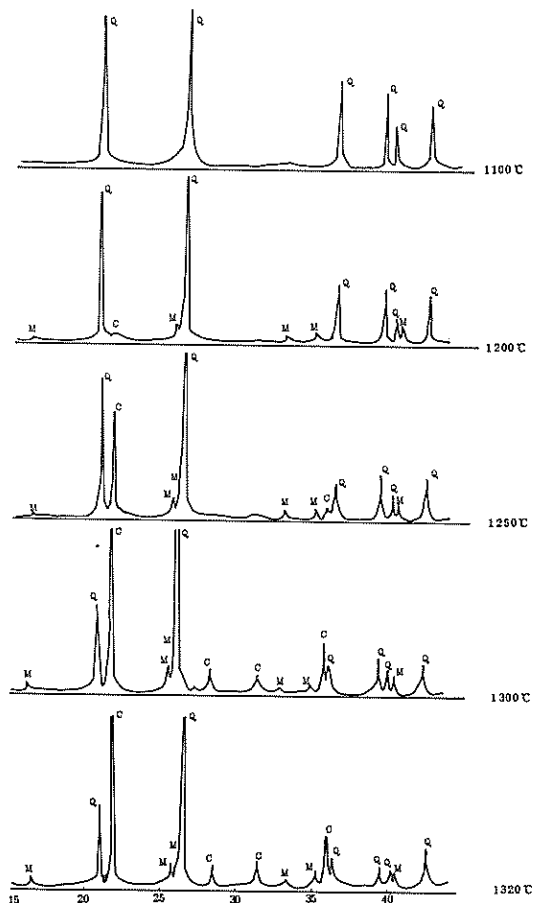 Q Q Q Q Q Q
1100℃
M Q C M Q M M Q Q Q M Q
1200℃
M Q C M M Q M M C Q Q Q M Q
1250℃
M Q C M M Q C C M M C Q Q Q M Q
1300℃
M Q C M M Q C C M M C Q Q Q M Q
1320℃
15 20 25 30 35 40